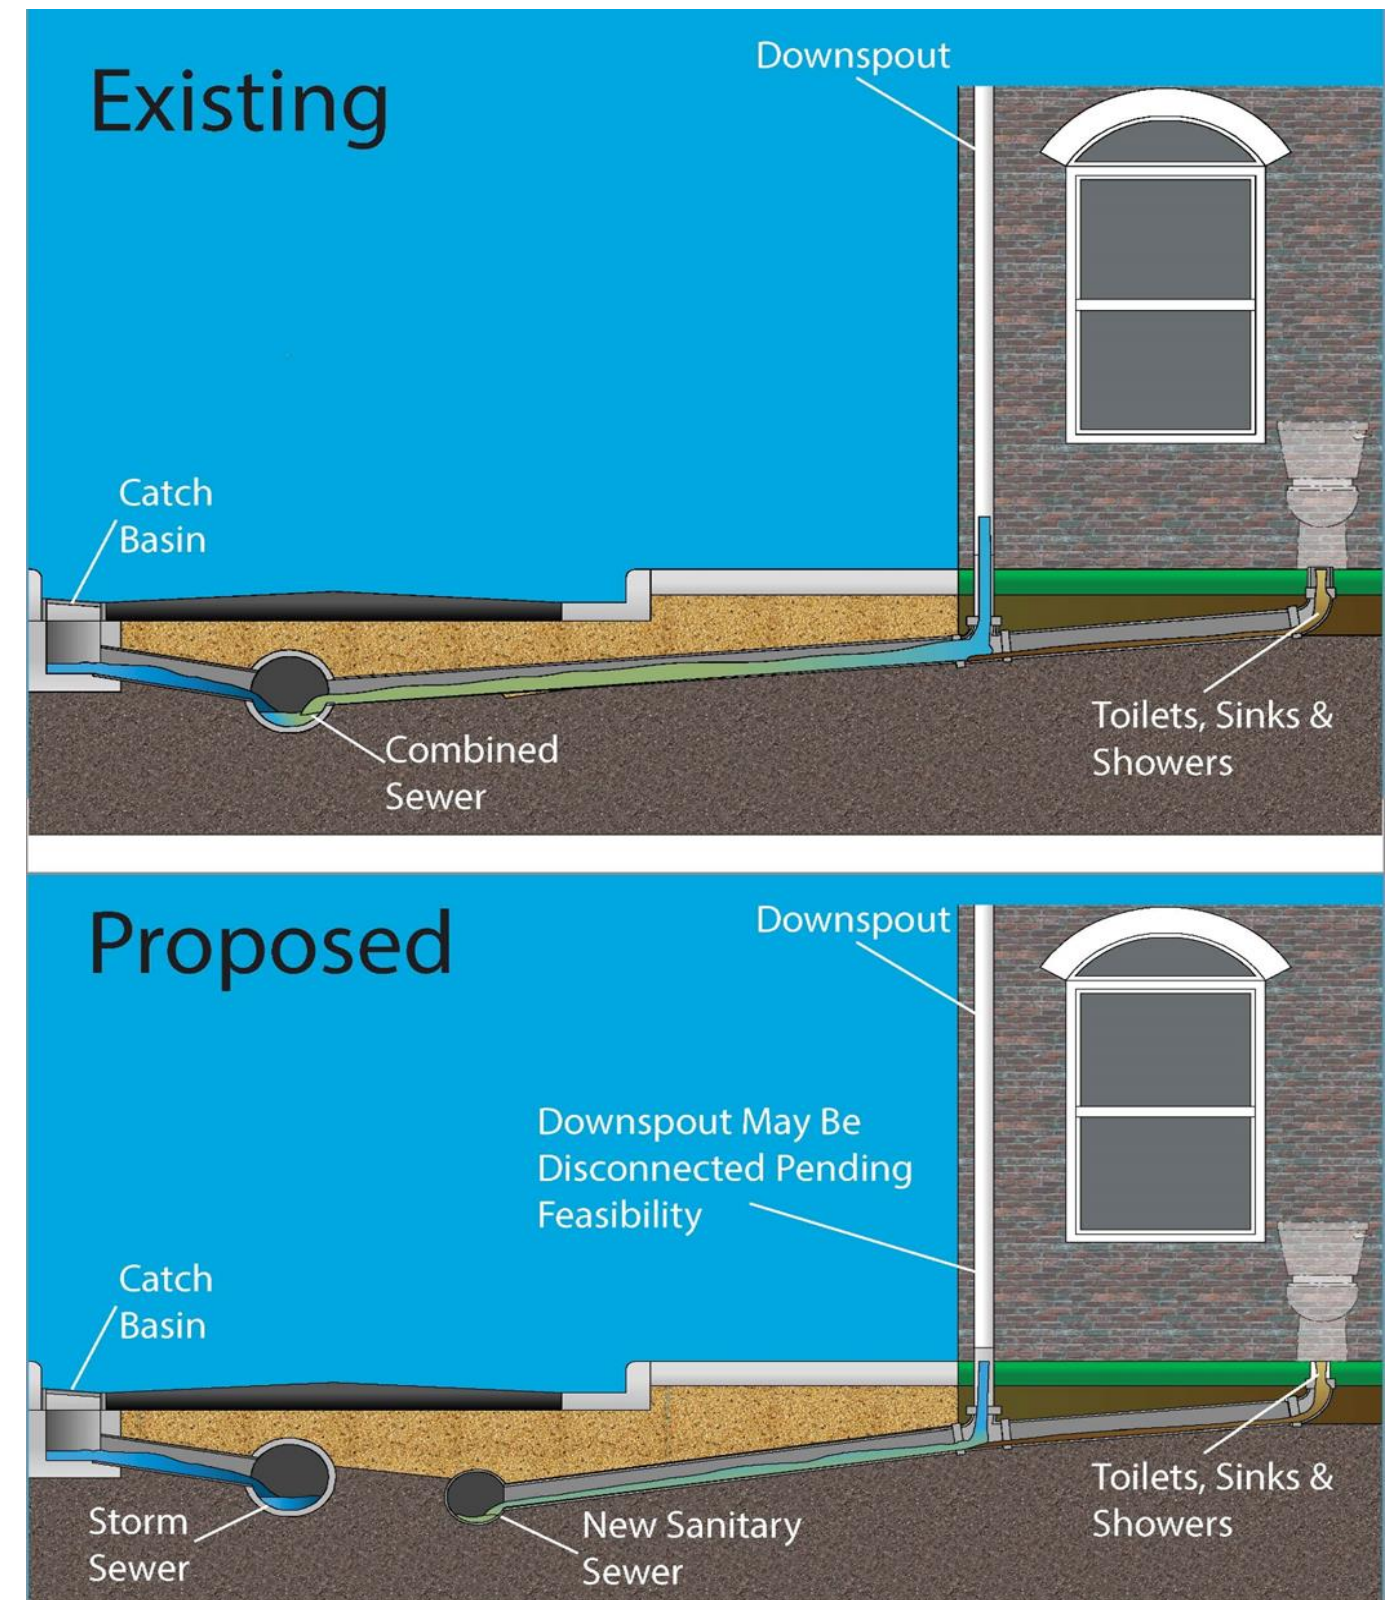 Existing
Downspout
Catch
Basin
Combined
Sewer
Toilets, Sinks &
Showers
Proposed
Downspout
Downspout May Be
Disconnected Pending
Feasibility
Catch
Basin
Storm
Sewer
New Sanitary
Sewer
Toilets, Sinks &
Showers